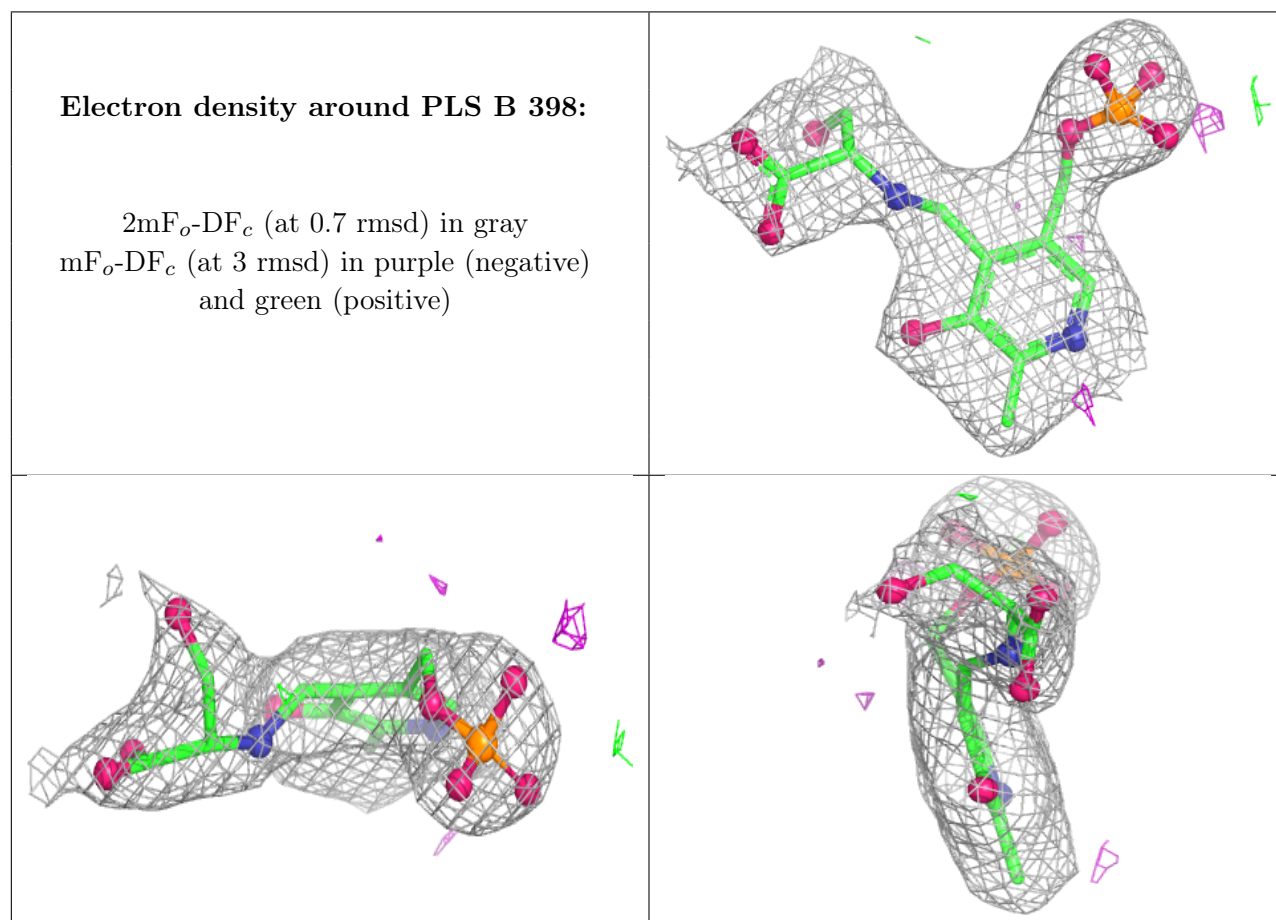 Electron density around PLS B 398:
2mFₒ-DF𝑐 (at 0.7 rmsd) in gray
mFₒ-DF𝑐 (at 3 rmsd) in purple (negative)
and green (positive)